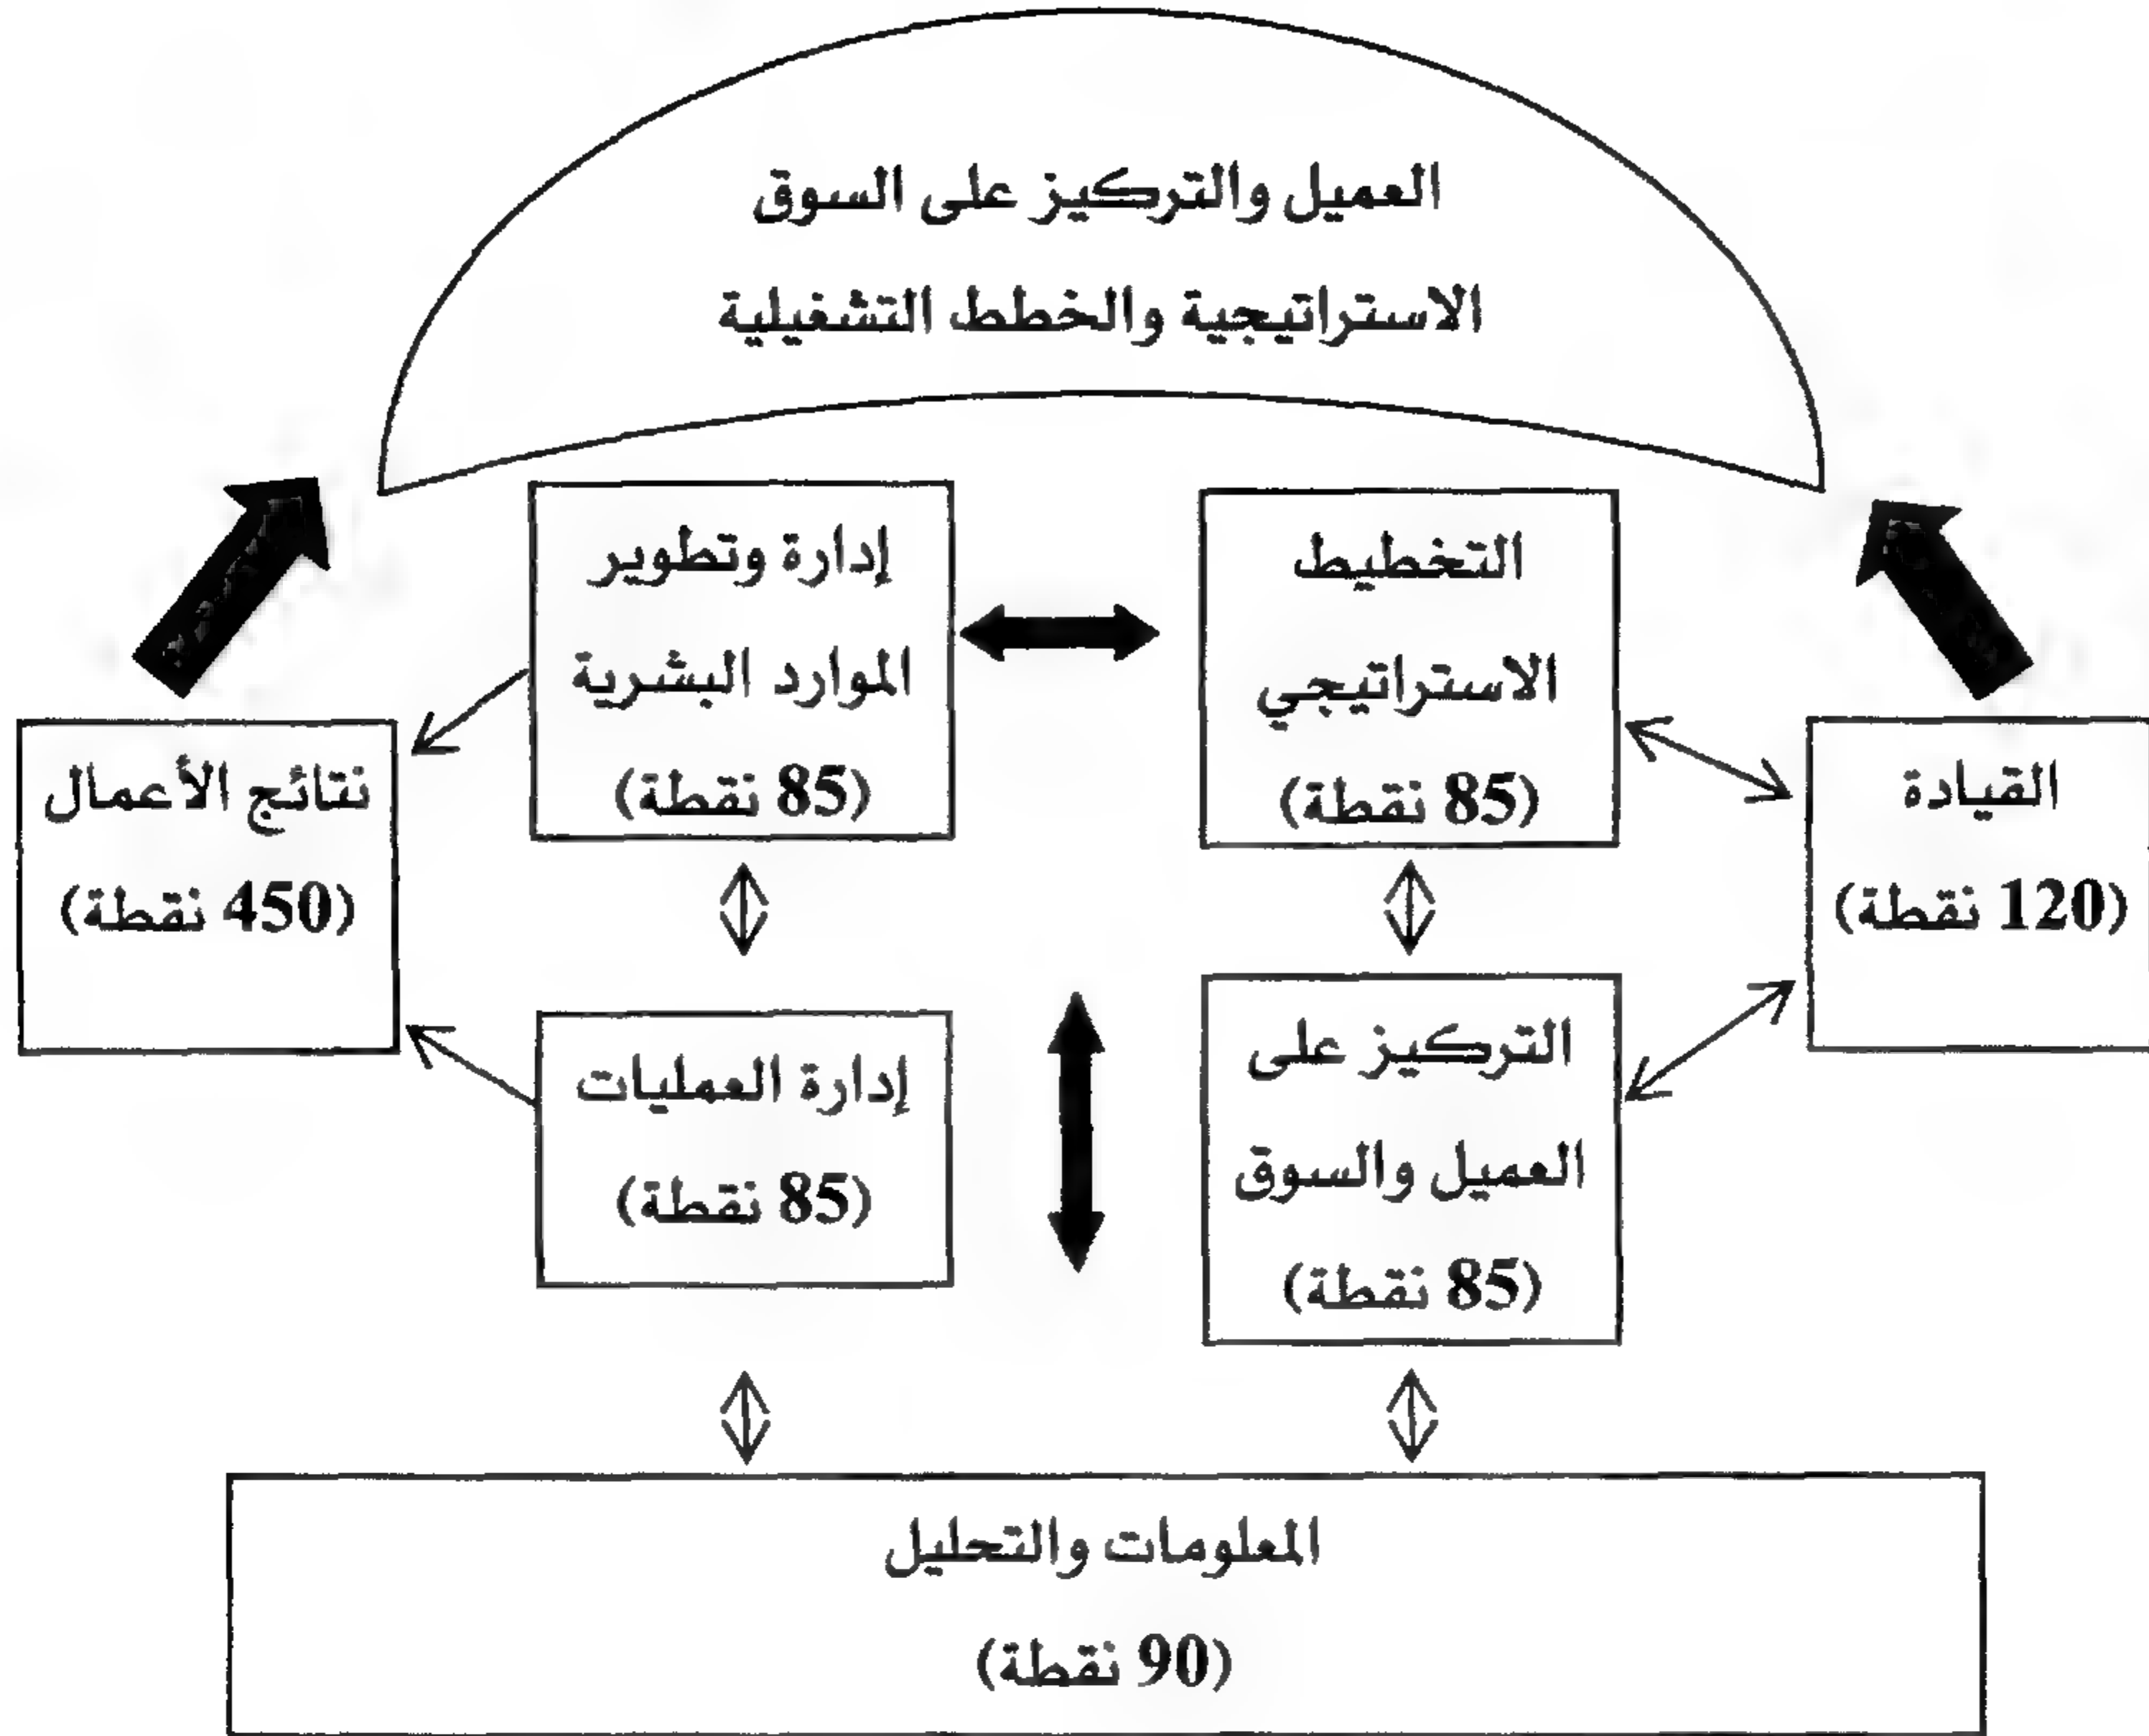 العميل والتركيز على السوق
الاستراتيجية والخطط التشغيلية
التخطيط
الاستراتيجي
(85 نقطة)
إدارة وتطوير
الموارد البشرية
(85 نقطة)
القيادة
(120 نقطة)
نتائج الأعمال
(450 نقطة)
التركيز على
العميل والسوق
(85 نقطة)
إدارة العمليات
(85 نقطة)
المعلومات والتحليل
(90 نقطة)